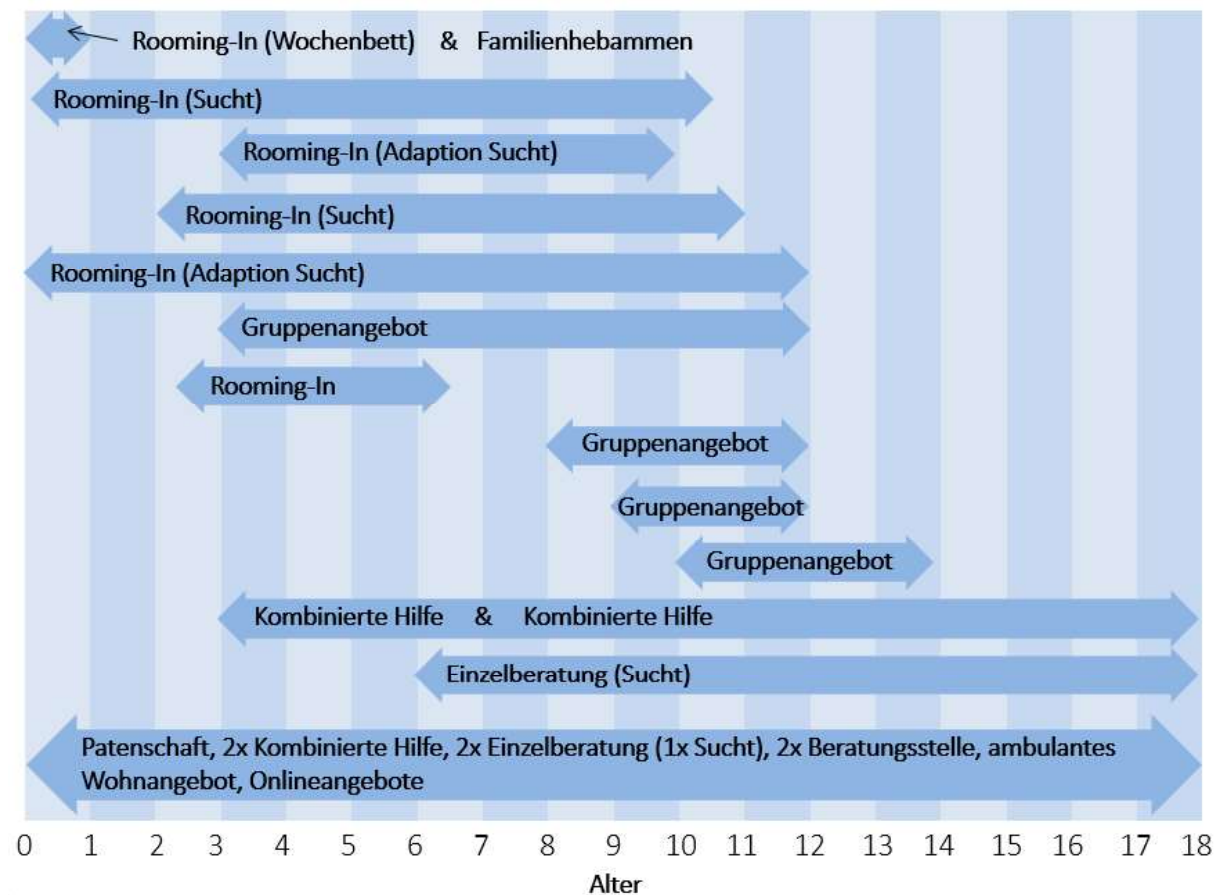 Rooming-In (Wochenbett) & Familienhebammen
Rooming-In (Sucht)
Rooming-In (Adaption Sucht)
Rooming-In (Sucht)
Rooming-In (Adaption Sucht)
Gruppenangebot
Rooming-In
Gruppenangebot
Gruppenangebot
Gruppenangebot
Kombinierte Hilfe & Kombinierte Hilfe
Einzelberatung (Sucht)
Patenschaft, 2x Kombinierte Hilfe, 2x Einzelberatung (1x Sucht), 2x Beratungsstelle, ambulantes
Wohnangebot, Onlineangebote
0 1 2 3 4 5 6 7 8 9 10 11 12 13 14 15 16 17 18
Alter